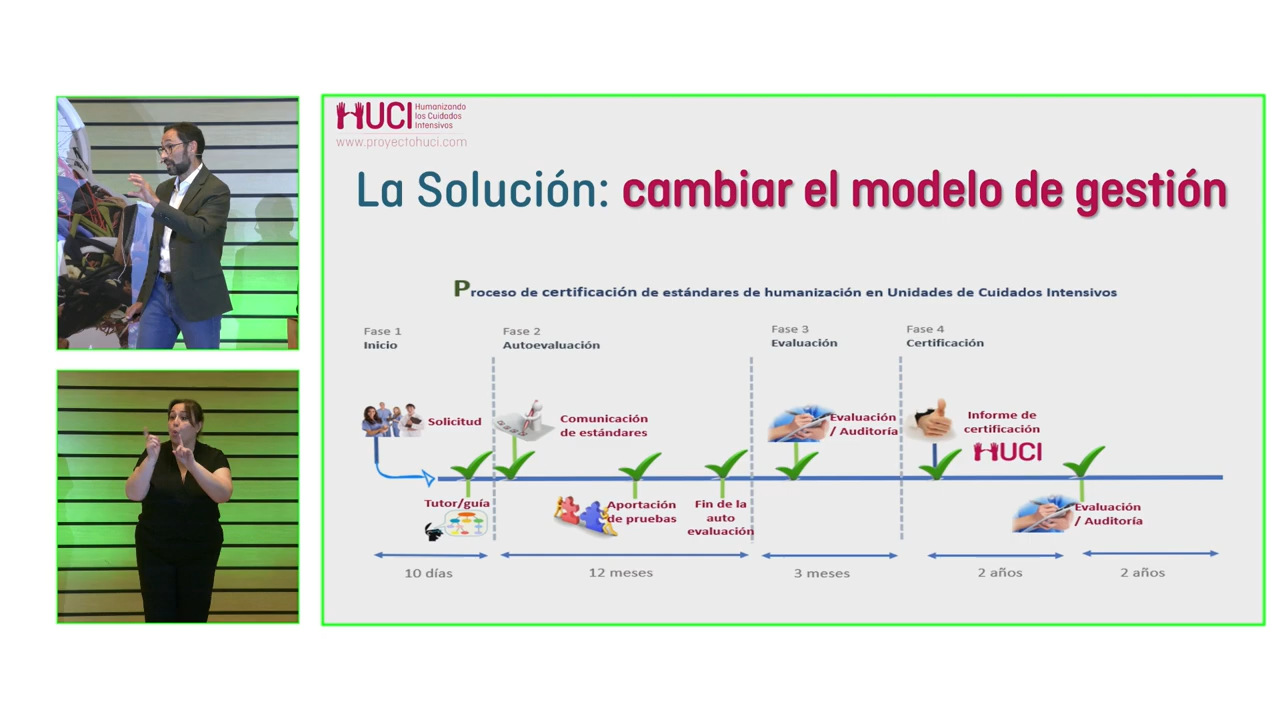 HUCI
Humanizando
los Cuidados
Intensivos
www.proyectohuci.com
La Solución: cambiar el modelo de gestión
Proceso de certificación de estándares de humanización en Unidades de Cuidados Intensivos
Fase 1
Inicio
Fase 2
Autoevaluación
Fase 3
Evaluación
Fase 4
Certificación
Solicitud
Comunicación
de estándares
Evaluación
/ Auditoría
Informe de
certificación
HUCI
Tutor/guía
Aportación
de pruebas
Fin de la
auto
evaluación
Evaluación
/ Auditoría
10 días
12 meses
3 meses
2 años
2 años